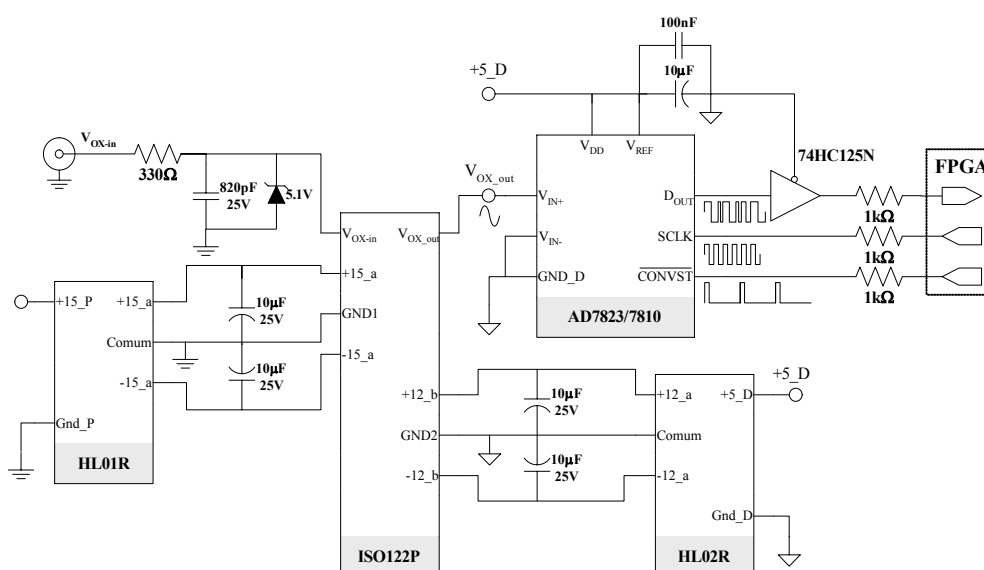 100nF
+5_D
10µF
V_OX-in
330Ω
820pF
25V
5.1V
V_DD
V_REF
74HC125N
FPGA
V_OX_out
V_IN+
D_OUT
1kΩ
V_IN-
SCLK
1kΩ
GND_D
CONVST
1kΩ
AD7823/7810
V_OX-in
V_OX_out
+15_P
+15_a
10µF
25V
+15_a
GND1
Comum
-15_a
10µF
25V
-15_a
Gnd_P
HL01R
+12_b
10µF
25V
+12_a
+5_D
+5_D
GND2
Comum
10µF
25V
-12_b
-12_a
Gnd_D
ISO122P
HL02R